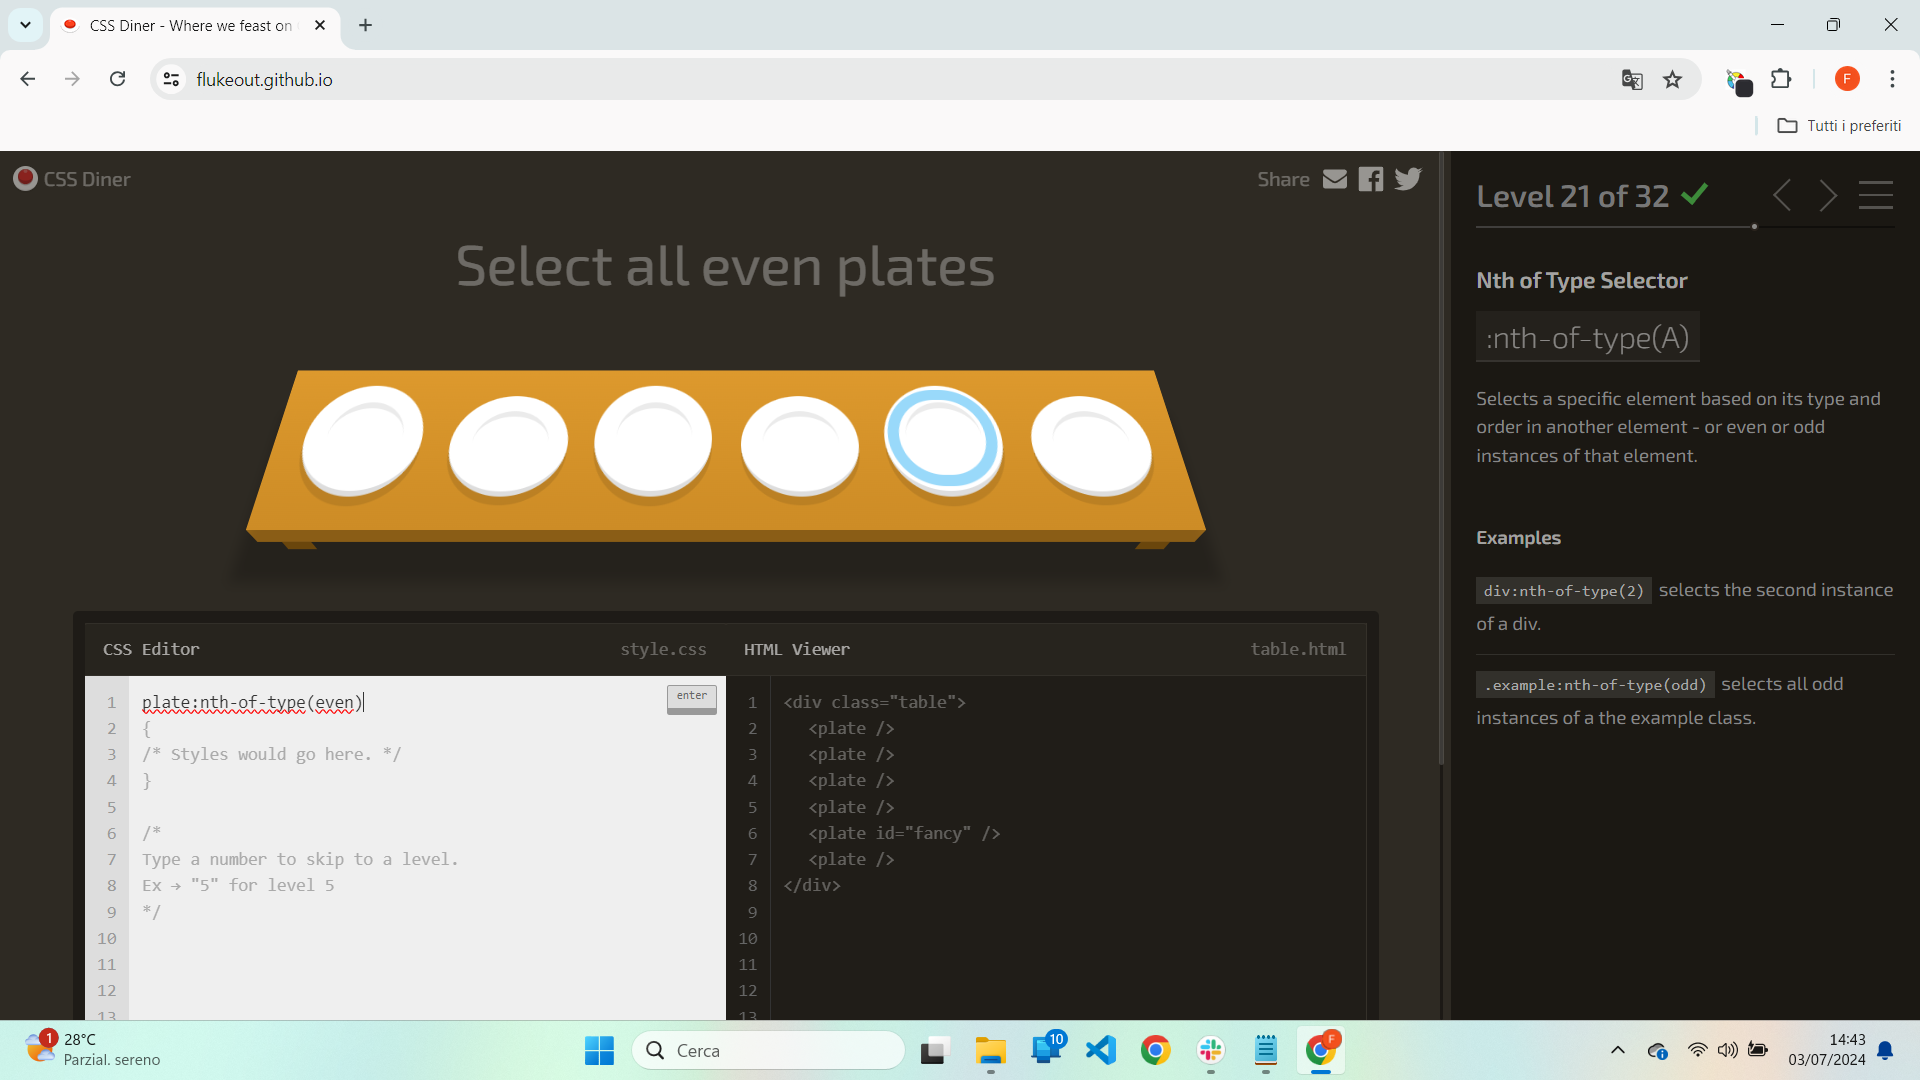 CSS Diner - Where we feast on
flukeout.github.io
F
Tutti i preferiti
CSS Diner
Share
Level 21 of 32
Select all even plates
Nth of Type Selector
:nth-of-type(A)
Selects a specific element based on its type and
order in another element - or even or odd
instances of that element.
Examples
div:nth-of-type(2) selects the second instance
of a div.
.example:nth-of-type(odd) selects all odd
instances of a the example class.
CSS Editor
style.css
1 plate:nth-of-type(even)
enter
2 {
3 /* Styles would go here. */
4 }
5
6 /*
7 Type a number to skip to a level.
8 Ex → "5" for level 5
9 */
10
11
12
13
HTML Viewer
table.html
1 <div class="table">
2 <plate />
3 <plate />
4 <plate />
5 <plate />
6 <plate id="fancy" />
7 <plate />
8 </div>
9
10
11
12
13
1
28°C
Parzial. sereno
Cerca
10
F
14:43
03/07/2024